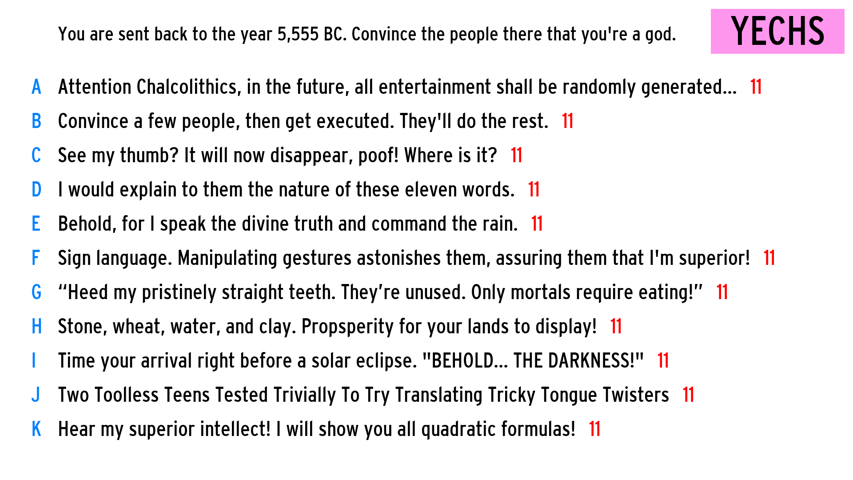 You are sent back to the year 5,555 BC. Convince the people there that you're a god.
YECHS
A Attention Chalcolithics, in the future, all entertainment shall be randomly generated... 11
B Convince a few people, then get executed. They'll do the rest. 11
C See my thumb? It will now disappear, poof! Where is it? 11
D I would explain to them the nature of these eleven words. 11
E Behold, for I speak the divine truth and command the rain. 11
F Sign language. Manipulating gestures astonishes them, assuring them that I'm superior! 11
G “Heed my pristinely straight teeth. They’re unused. Only mortals require eating!” 11
H Stone, wheat, water, and clay. Propsperity for your lands to display! 11
I Time your arrival right before a solar eclipse. "BEHOLD... THE DARKNESS!" 11
J Two Toolless Teens Tested Trivially To Try Translating Tricky Tongue Twisters 11
K Hear my superior intellect! I will show you all quadratic formulas! 11